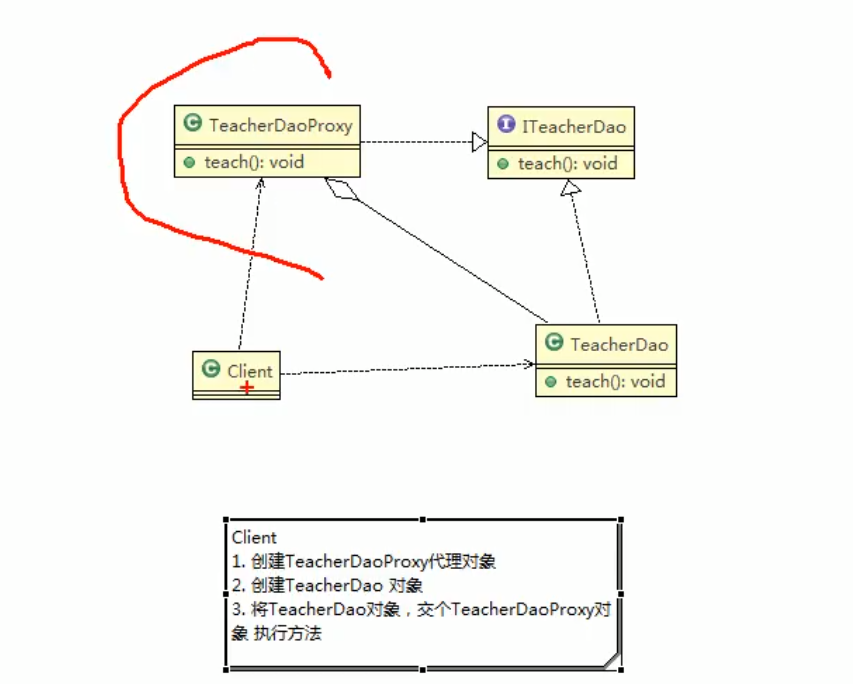 TeacherDaoProxy
teach(): void
ITeacherDao
teach(): void
Client
TeacherDao
teach(): void
Client
1. 创建TeacherDaoProxy代理对象
2. 创建TeacherDao 对象
3. 将TeacherDao对象，交个TeacherDaoProxy对
象 执行方法